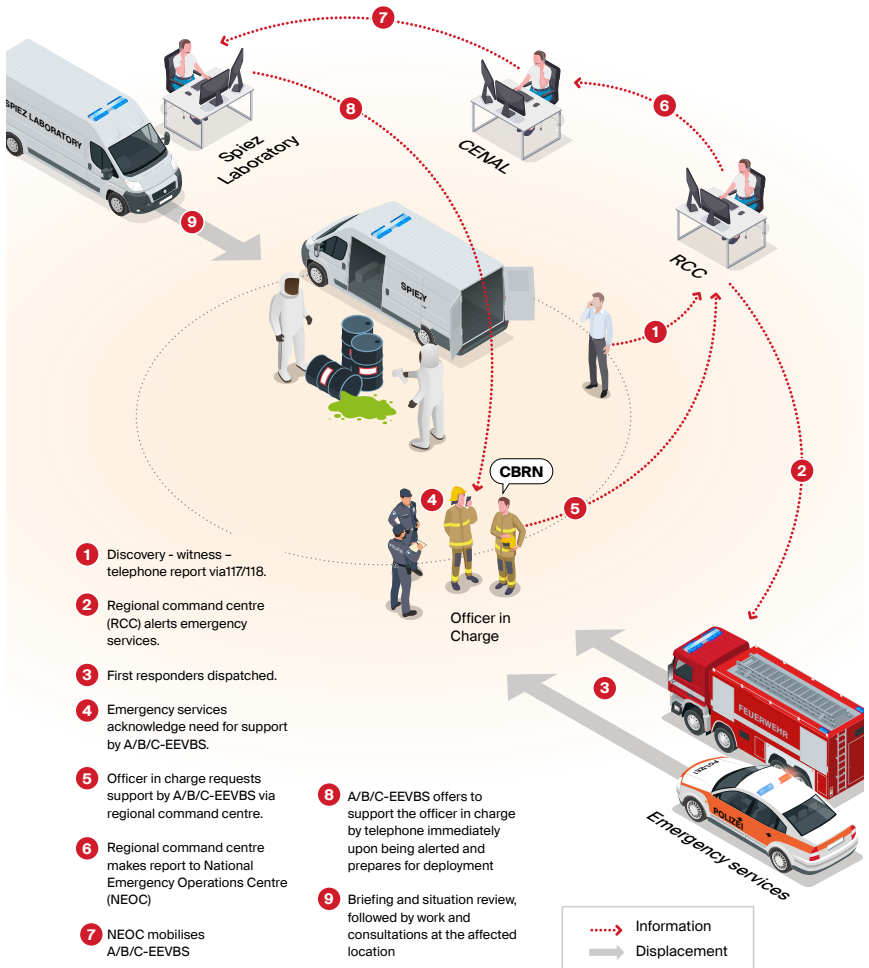 7
SPIEZ LABORATORY
8
Spiez
Laboratory
CENAL
6
9
RCC
SPIEZ
1
2
CBRN
4
5
Officer in
Charge
3
FEUERWEHR
POLIZEI
POLIZEI
Emergency services
1 Discovery - witness –
telephone report via117/118.
2 Regional command centre
(RCC) alerts emergency
services.
3 First responders dispatched.
4 Emergency services
acknowledge need for support
by A/B/C-EEVBS.
5 Officer in charge requests
support by A/B/C-EEVBS via
regional command centre.
6 Regional command centre
makes report to National
Emergency Operations Centre
(NEOC)
7 NEOC mobilises
A/B/C-EEVBS
8 A/B/C-EEVBS offers to
support the officer in charge
by telephone immediately
upon being alerted and
prepares for deployment
9 Briefing and situation review,
followed by work and
consultations at the affected
location
Information
Displacement